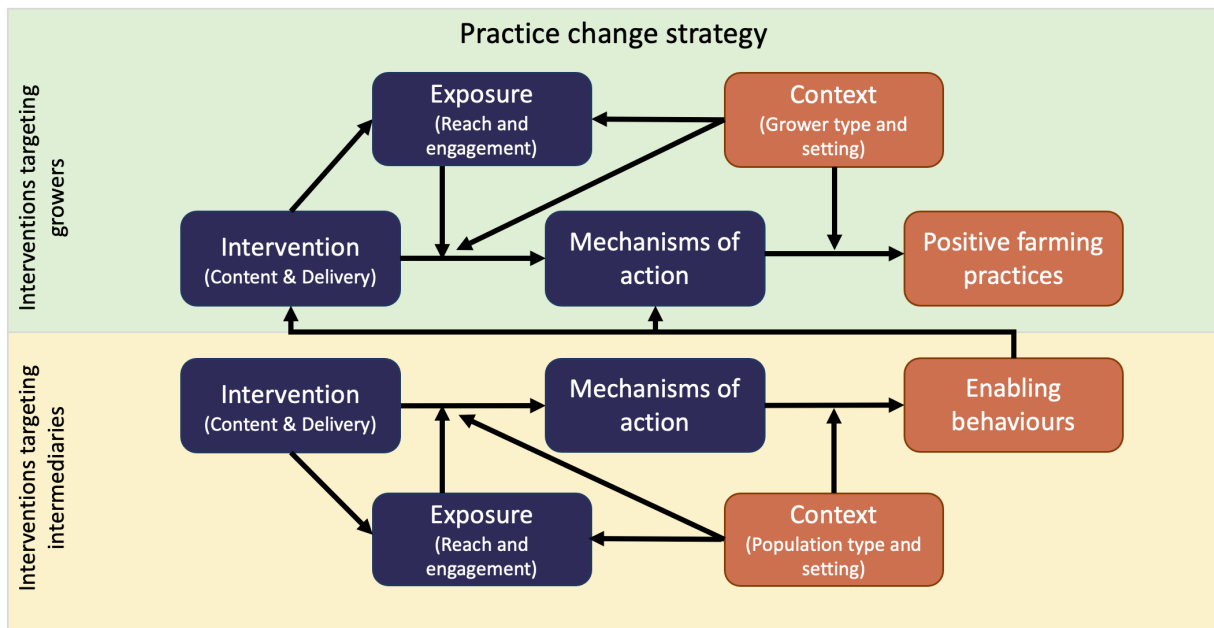 Practice change strategy
Interventions targeting
growers
Exposure
(Reach and
engagement)
Context
(Grower type and
setting)
Intervention
(Content & Delivery)
Mechanisms of
action
Positive farming
practices
Interventions targeting
intermediaries
Intervention
(Content & Delivery)
Mechanisms of
action
Enabling
behaviours
Exposure
(Reach and
engagement)
Context
(Population type and
setting)